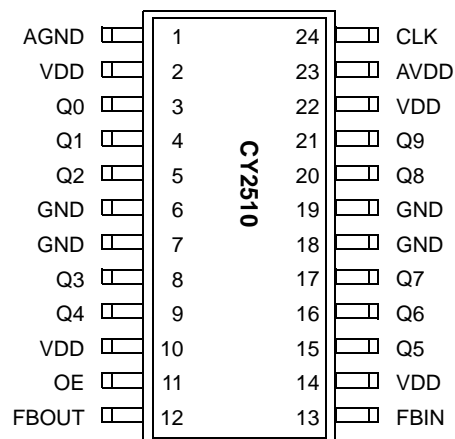 AGND 1 24 CLK
VDD 2 23 AVDD
Q0 3 22 VDD
Q1 4 21 Q9
Q2 5 20 Q8
GND 6 19 GND
GND 7 18 GND
Q3 8 17 Q7
Q4 9 16 Q6
VDD 10 15 Q5
OE 11 14 VDD
FBOUT 12 13 FBIN
CY2510